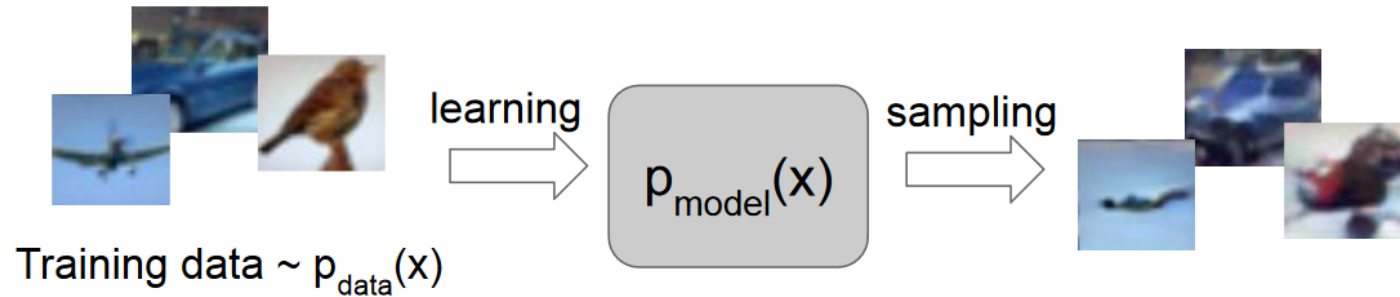 learning
sampling
p_model(x)
Training data ~ p_data(x)